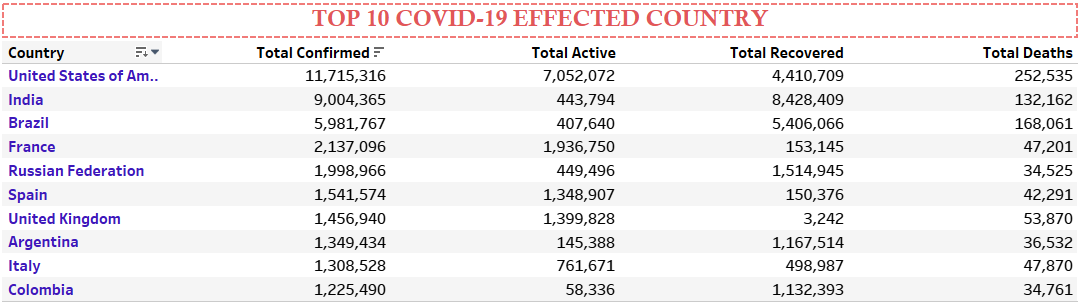 TOP 10 COVID-19 EFFECTED COUNTRY
Country Total Confirmed Total Active Total Recovered Total Deaths
United States of Am.. 11,715,316 7,052,072 4,410,709 252,535
India 9,004,365 443,794 8,428,409 132,162
Brazil 5,981,767 407,640 5,406,066 168,061
France 2,137,096 1,936,750 153,145 47,201
Russian Federation 1,998,966 449,496 1,514,945 34,525
Spain 1,541,574 1,348,907 150,376 42,291
United Kingdom 1,456,940 1,399,828 3,242 53,870
Argentina 1,349,434 145,388 1,167,514 36,532
Italy 1,308,528 761,671 498,987 47,870
Colombia 1,225,490 58,336 1,132,393 34,761